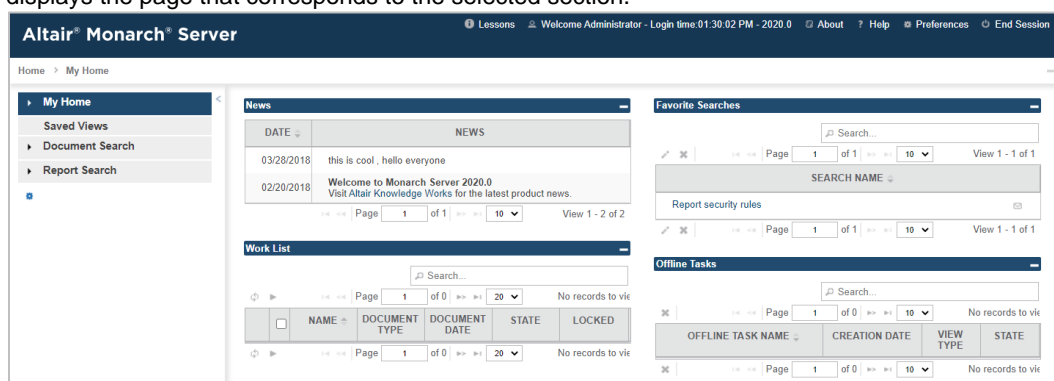 displays the page that corresponds to the selected section.
Altair® Monarch® Server
Lessons Welcome Administrator - Login time:01:30:02 PM - 2020.0 About ? Help Preferences End Session
Home > My Home
My Home
Saved Views
Document Search
Report Search
News
DATE NEWS
03/28/2018 this is cool , hello everyone
02/20/2018 Welcome to Monarch Server 2020.0
Visit Altair Knowledge Works for the latest product news.
Page 1 of 1 10 View 1 - 2 of 2
Work List
Search...
Page 1 of 0 20 No records to vie
NAME DOCUMENT TYPE DOCUMENT DATE STATE LOCKED
Page 1 of 0 20 No records to vie
Favorite Searches
Search...
Page 1 of 1 10 View 1 - 1 of 1
SEARCH NAME
Report security rules
Page 1 of 1 10 View 1 - 1 of 1
Offline Tasks
Search...
Page 1 of 0 10 No records to vie
OFFLINE TASK NAME CREATION DATE VIEW TYPE STATE
Page 1 of 0 10 No records to vie